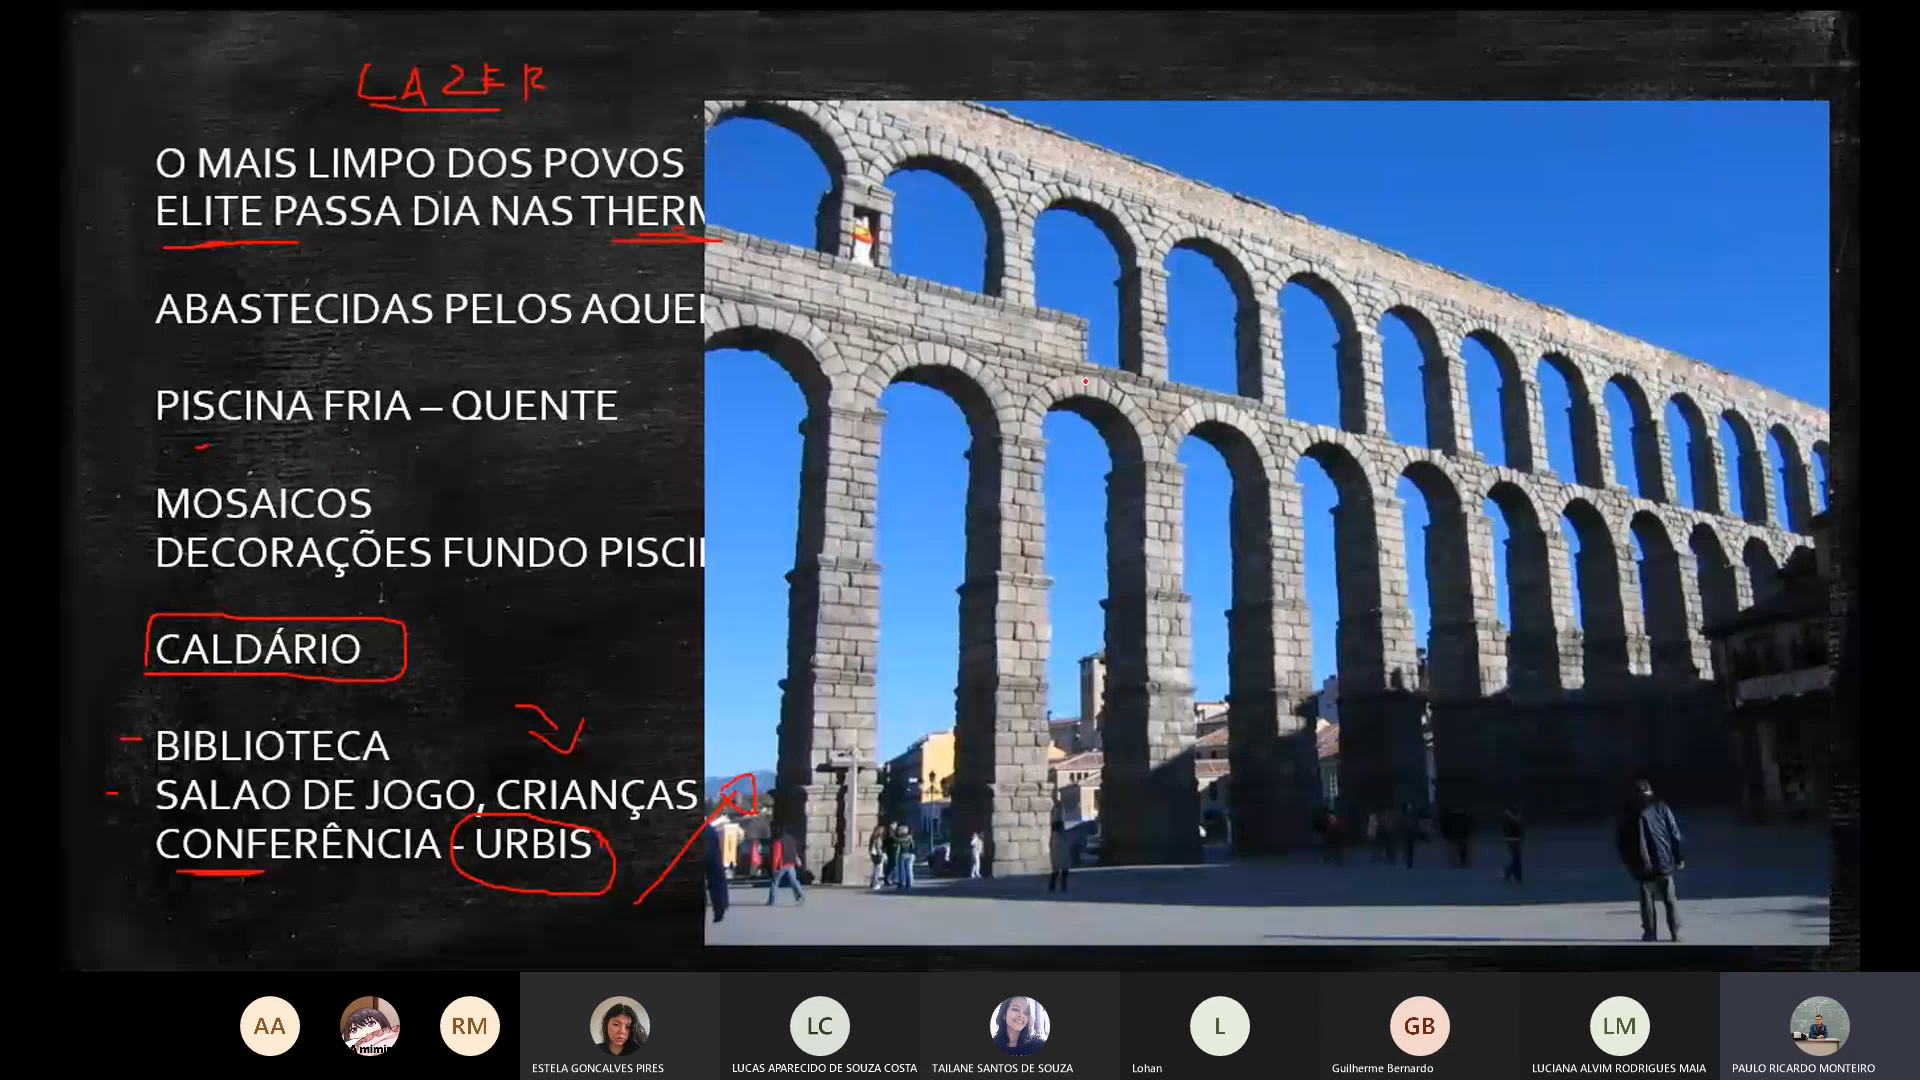 LAZER
O MAIS LIMPO DOS POVOS
ELITE PASSA DIA NAS THERM
ABASTECIDAS PELOS AQUE
PISCINA FRIA – QUENTE
MOSAICOS
DECORAÇÕES FUNDO PISCI
CALDÁRIO
BIBLIOTECA
SALAO DE JOGO, CRIANÇAS
CONFERÊNCIA - URBIS
AA
mimir
RM
LC
L
GB
LM
ESTELA GONCALVES PIRES
LUCAS APARECIDO DE SOUZA COSTA
TAILANE SANTOS DE SOUZA
Lohan
Guilherme Bernardo
LUCIANA ALVIM RODRIGUES MAIA
PAULO RICARDO MONTEIRO